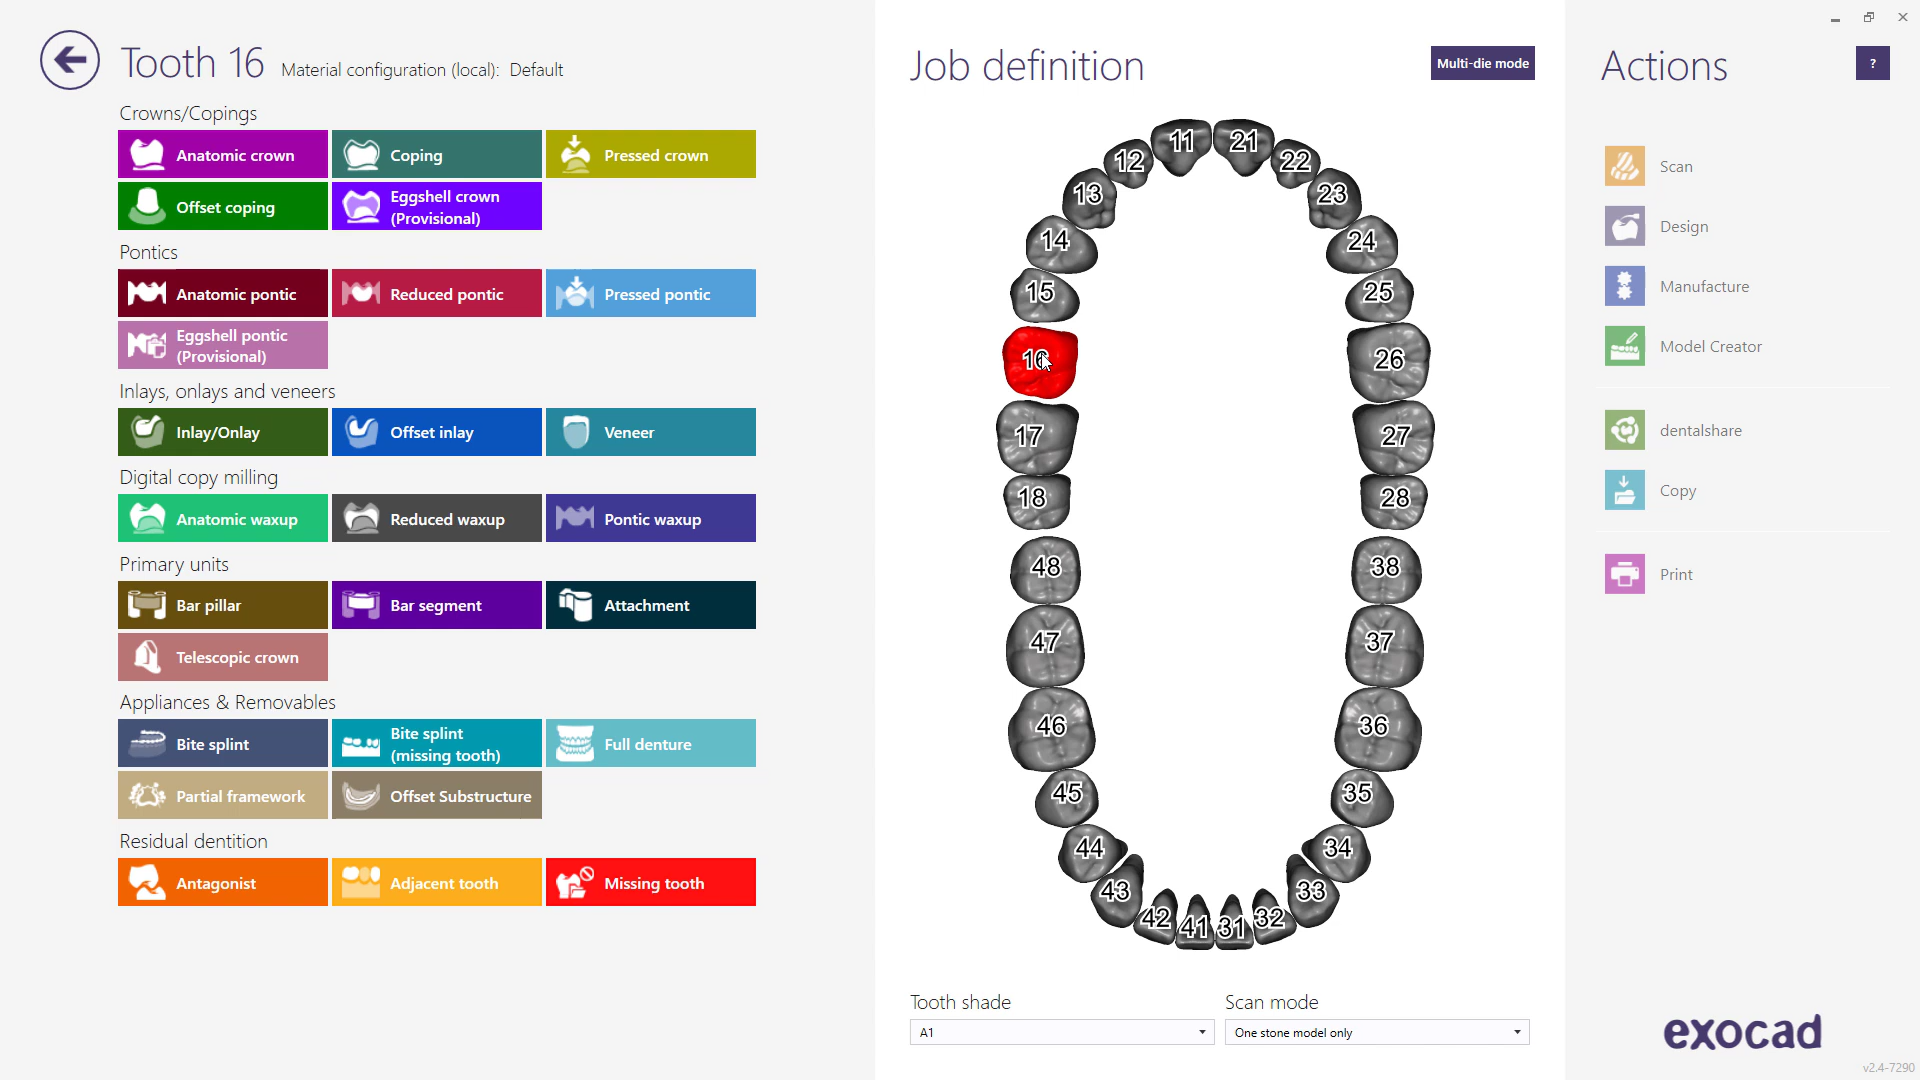 Tooth 16 Material configuration (local): Default
Crowns/Copings
Anatomic crown
Coping
Pressed crown
Offset coping
Eggshell crown
(Provisional)
Pontics
Anatomic pontic
Reduced pontic
Pressed pontic
Eggshell pontic
(Provisional)
Inlays, onlays and veneers
Inlay/Onlay
Offset inlay
Veneer
Digital copy milling
Anatomic waxup
Reduced waxup
Pontic waxup
Primary units
Bar pillar
Bar segment
Attachment
Telescopic crown
Appliances & Removables
Bite splint
Bite splint
(missing tooth)
Full denture
Partial framework
Offset Substructure
Residual dentition
Antagonist
Adjacent tooth
Missing tooth
Job definition
Multi-die mode
11 21
12 22
13 23
14 24
15 25
16 26
17 27
18 28
48 38
47 37
46 36
45 35
44 34
43 33
42 41 31 32
Tooth shade
A1
Scan mode
One stone model only
Actions
?
Scan
Design
Manufacture
Model Creator
dentalshare
Copy
Print
exocad
v2.4-7290